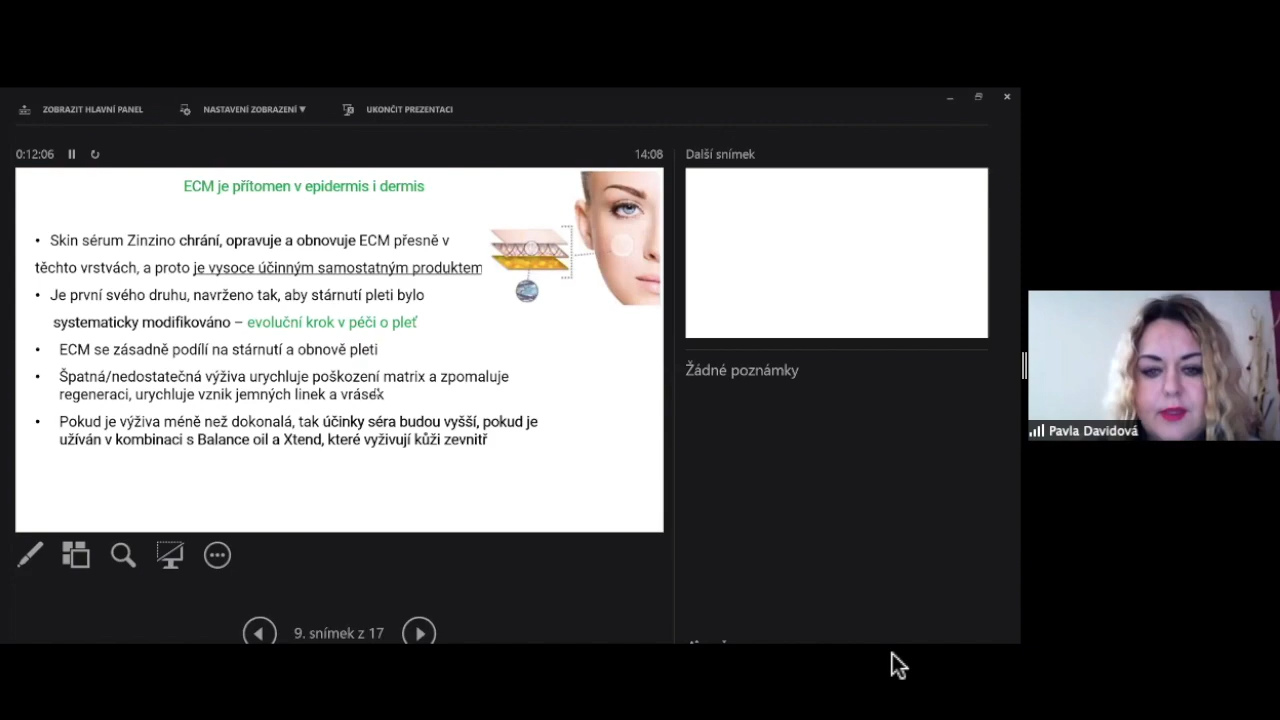 ZOBRAZIT HLAVNÍ PANEL
NASTAVENÍ ZOBRAZENÍ ▼
UKONČIT PREZENTACI
0:12:06
14:08
Další snímek
ECM je přítomen v epidermis i dermis
• Skin sérum Zinzino chrání, opravuje a obnovuje ECM přesně v
těchto vrstvách, a proto je vysoce účinným samostatným produktem
• Je první svého druhu, navrženo tak, aby stárnutí pleti bylo
systematicky modifikováno – evoluční krok v péči o pleť
• ECM se zásadně podílí na stárnutí a obnově pleti
• Špatná/nedostatečná výživa urychluje poškození matrix a zpomaluje
regeneraci, urychluje vznik jemných linek a vrásek
• Pokud je výživa méně než dokonalá, tak účinky séra budou vyšší, pokud je
užíván v kombinaci s Balance oil a Xtend, které vyživují kůži zevnitř
Žádné poznámky
Pavla Davidová
9. snímek z 17